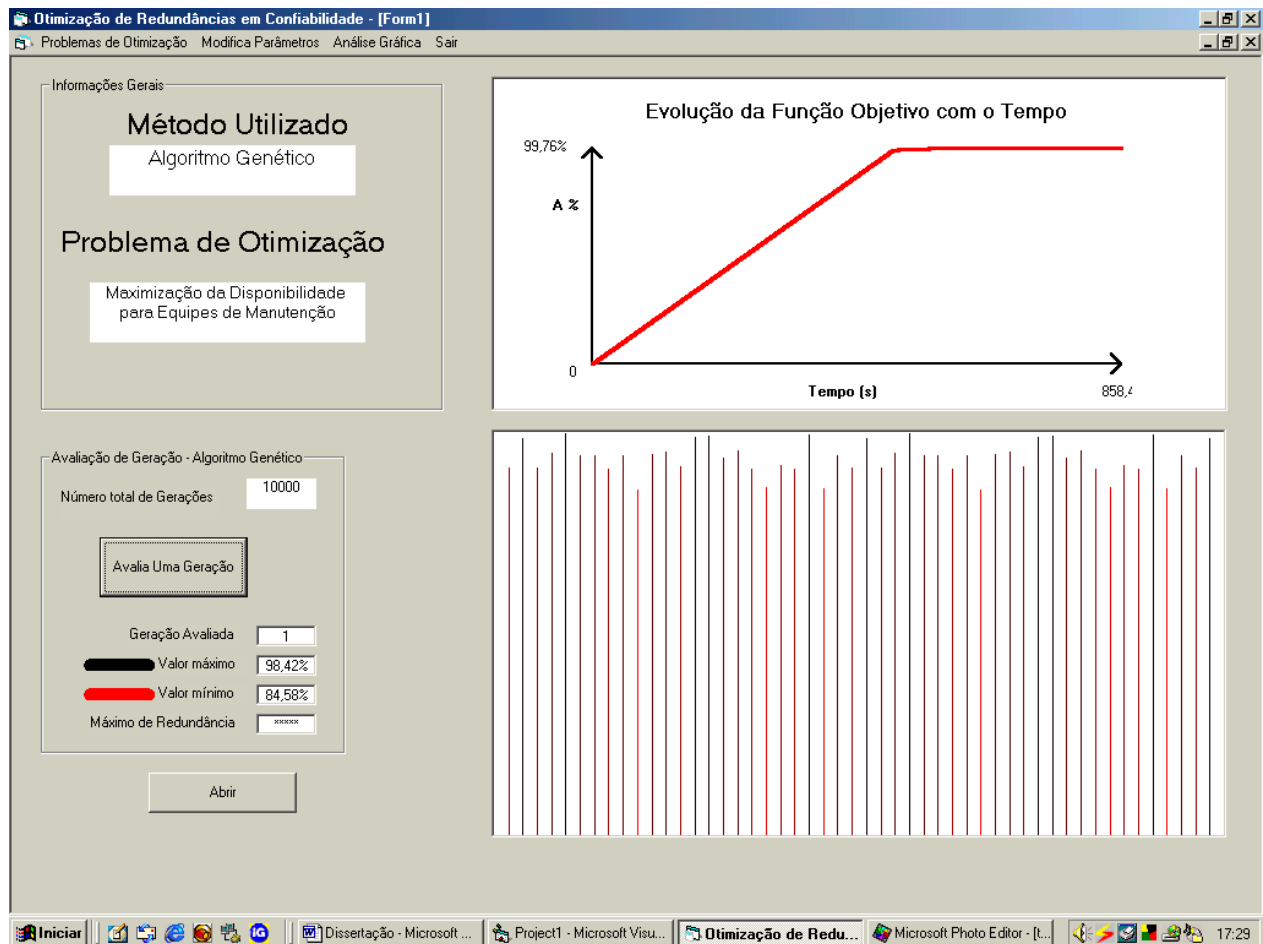 Otimização de Redundâncias em Confiabilidade - [Form1]
Problemas de Otimização Modifica Parâmetros Análise Gráfica Sair
Informações Gerais
Método Utilizado
Algoritmo Genético
Problema de Otimização
Maximização da Disponibilidade
para Equipes de Manutenção
Evolução da Função Objetivo com o Tempo
99,76%
A %
0
Tempo (s)
858,4
Avaliação de Geração - Algoritmo Genético
Número total de Gerações 10000
Avalia Uma Geração
Geração Avaliada 1
Valor máximo 98,42%
Valor mínimo 84,58%
Máximo de Redundância *****
Abrir
Iniciar IG Dissertação - Microsoft ... Project1 - Microsoft Visu... Otimização de Redu... Microsoft Photo Editor - [t... 17:29